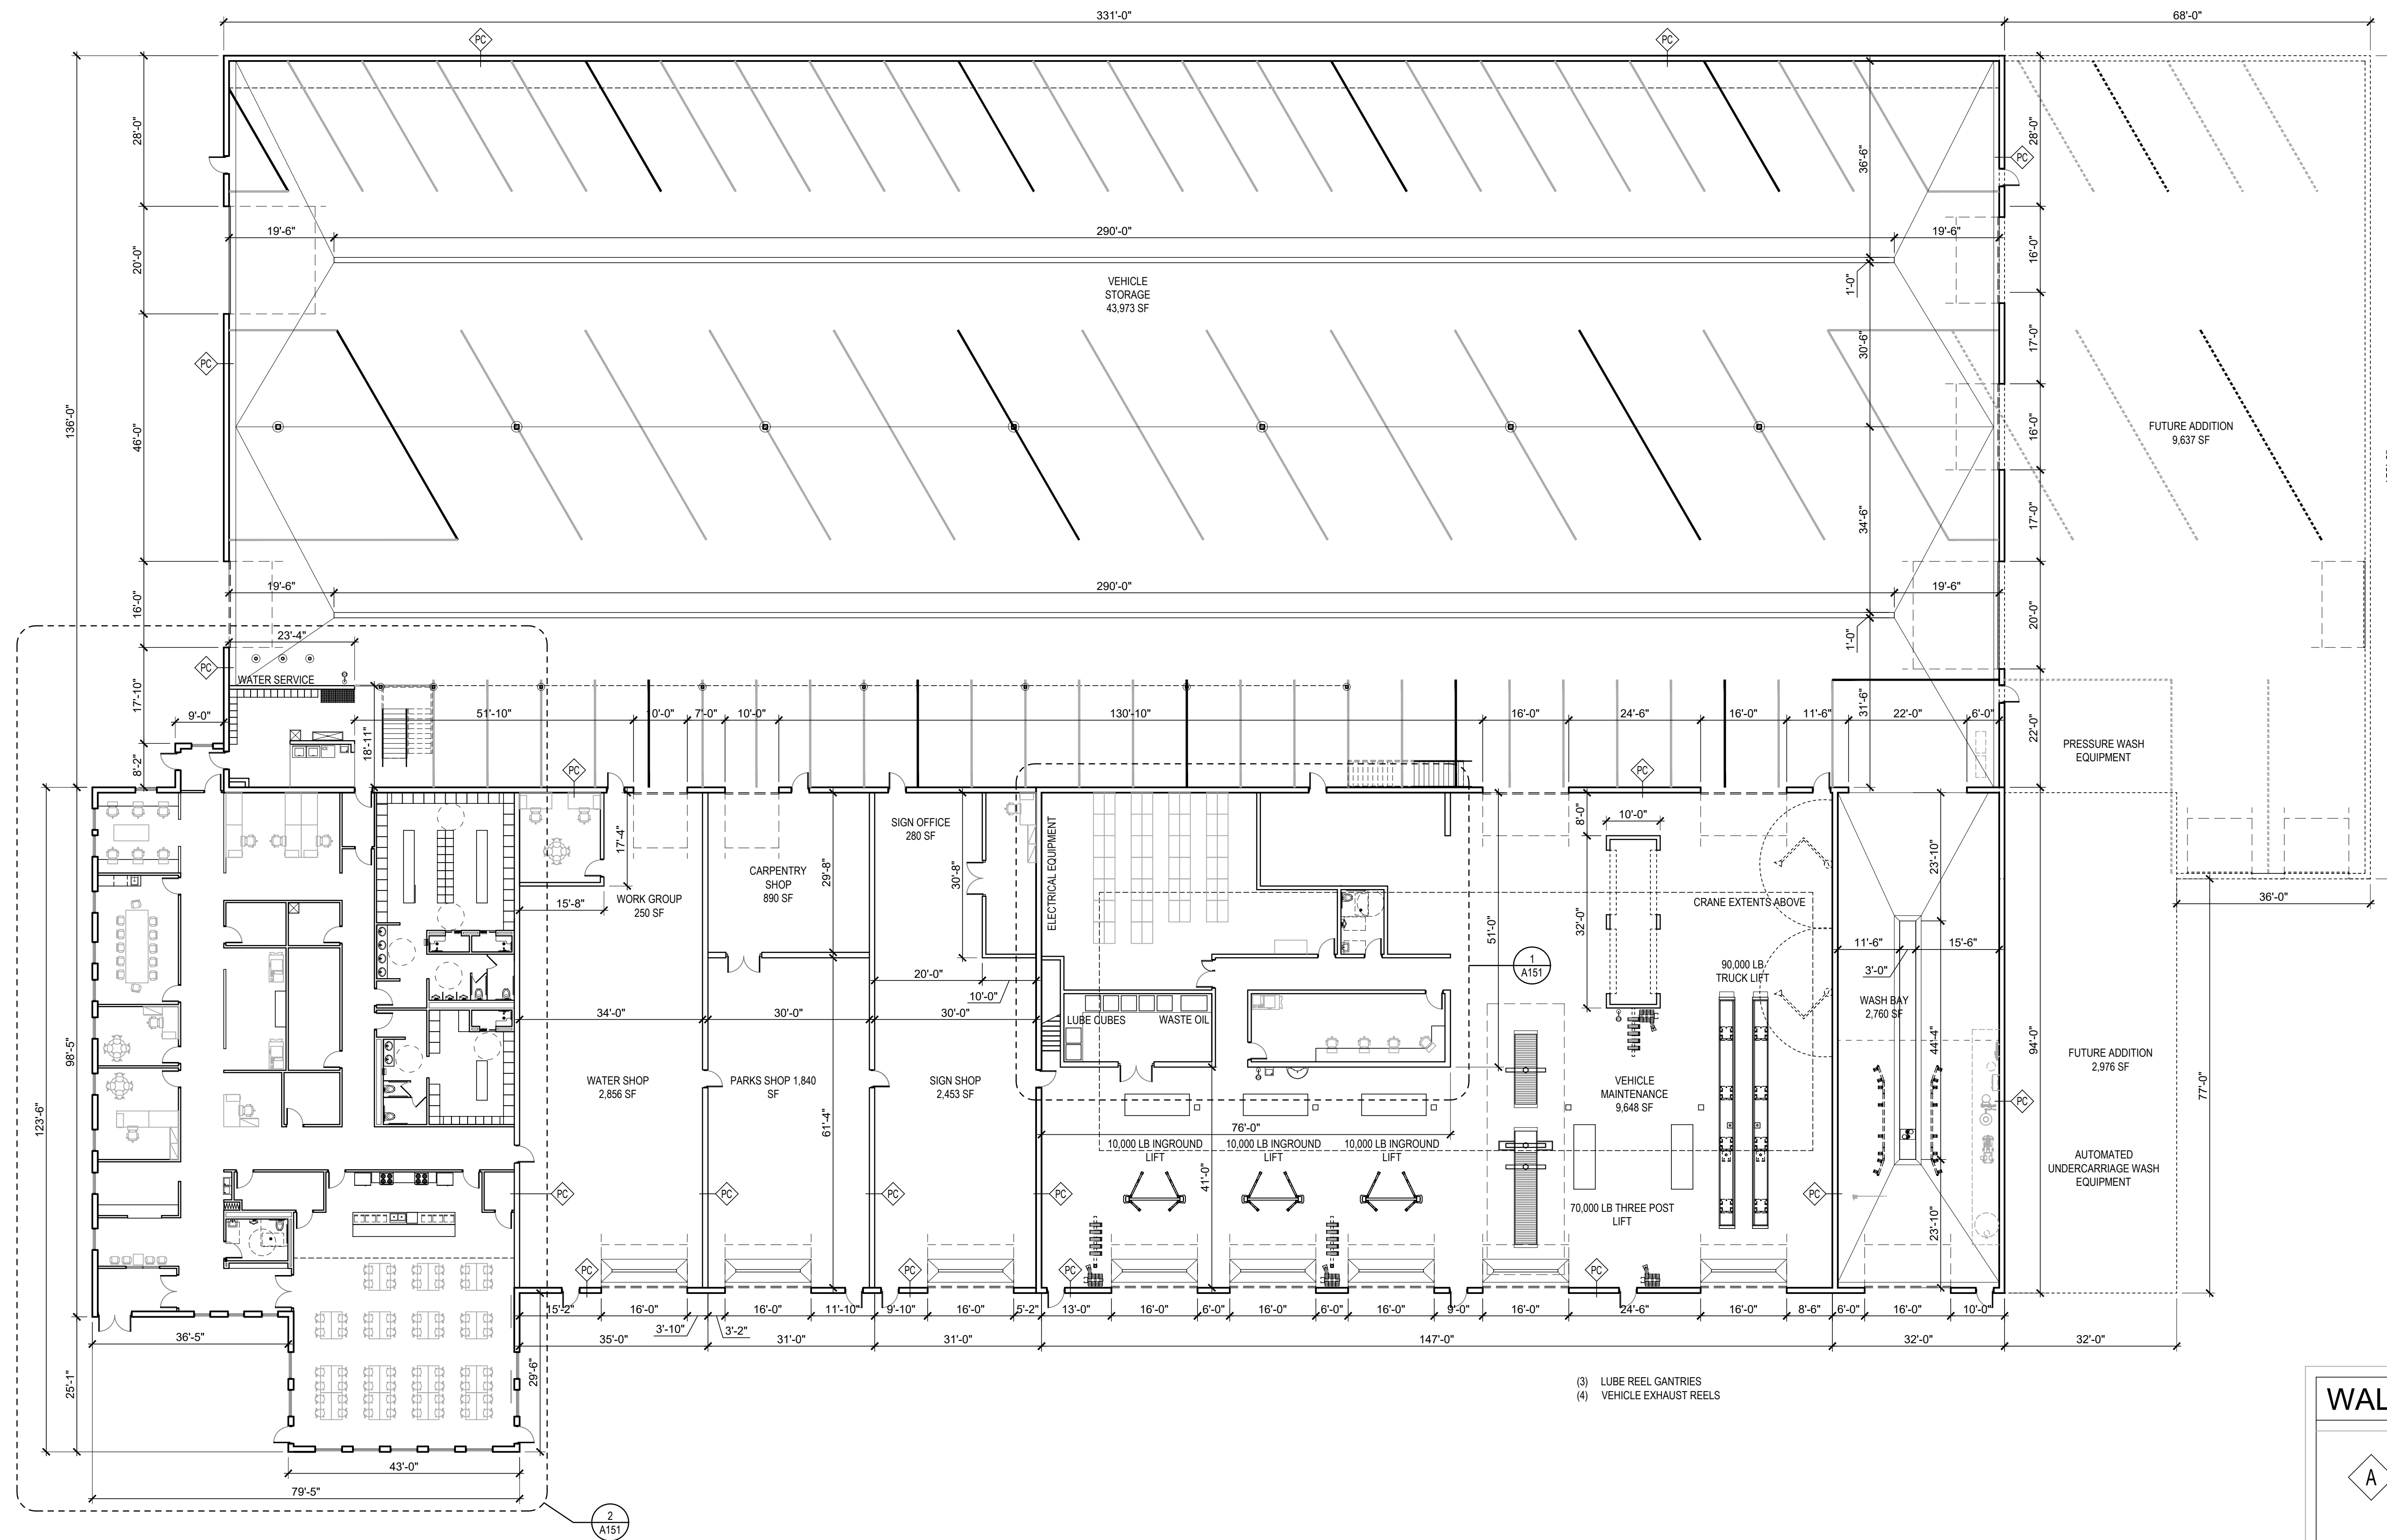 331'-0"
68'-0"
PC
PC
28'-0"
136'-0"
36'-6"
28'-0"
PC
19'-6"
290'-0"
19'-6"
20'-0"
16'-0"
VEHICLE
STORAGE
43,973 SF
1'-0"
PC
30'-6"
17'-0"
46'-0"
16'-0"
FUTURE ADDITION
9,637 SF
34'-6"
17'-0"
19'-6"
290'-0"
19'-6"
16'-0"
20'-0"
23'-4"
1'-0"
PC
WATER SERVICE
17'-10"
9'-0"
51'-10"
10'-0"
7'-0"
10'-0"
130'-10"
16'-0"
24'-6"
16'-0"
11'-6"
31'-6"
22'-0"
6'-0"
22'-0"
18'-11"
8'-2"
PC
PC
PRESSURE WASH
EQUIPMENT
SIGN OFFICE
280 SF
ELECTRICAL EQUIPMENT
8'-0"
10'-0"
17'-4"
29'-8"
30'-8"
CARPENTRY
SHOP
890 SF
23'-10"
15'-8"
WORK GROUP
250 SF
CRANE EXTENTS ABOVE
36'-0"
32'-0"
51'-0"
1
A151
11'-6"
15'-6"
3'-0"
20'-0"
10'-0"
90,000 LB
TRUCK LIFT
WASH BAY
2,760 SF
34'-0"
30'-0"
30'-0"
LUBE CUBES
WASTE OIL
98'-5"
44'-4"
94'-0"
FUTURE ADDITION
2,976 SF
WATER SHOP
2,856 SF
PARKS SHOP 1,840
SF
SIGN SHOP
2,453 SF
VEHICLE
MAINTENANCE
9,648 SF
PC
77'-0"
123'-6"
61'-4"
76'-0"
10,000 LB INGROUND
LIFT
10,000 LB INGROUND
LIFT
10,000 LB INGROUND
LIFT
AUTOMATED
UNDERCARRIAGE WASH
EQUIPMENT
41'-0"
PC
PC
PC
PC
PC
70,000 LB THREE POST
LIFT
23'-10"
PC
PC
PC
PC
15'-2"
16'-0"
3'-10"
3'-2"
16'-0"
11'-10"
9'-10"
16'-0"
5'-2"
13'-0"
16'-0"
6'-0"
16'-0"
6'-0"
16'-0"
9'-0"
16'-0"
24'-6"
16'-0"
8'-6"
6'-0"
16'-0"
10'-0"
36'-5"
35'-0"
31'-0"
31'-0"
147'-0"
32'-0"
32'-0"
25'-1"
29'-6"
(3) LUBE REEL GANTRIES
(4) VEHICLE EXHAUST REELS
43'-0"
79'-5"
2
A151
WAL
A